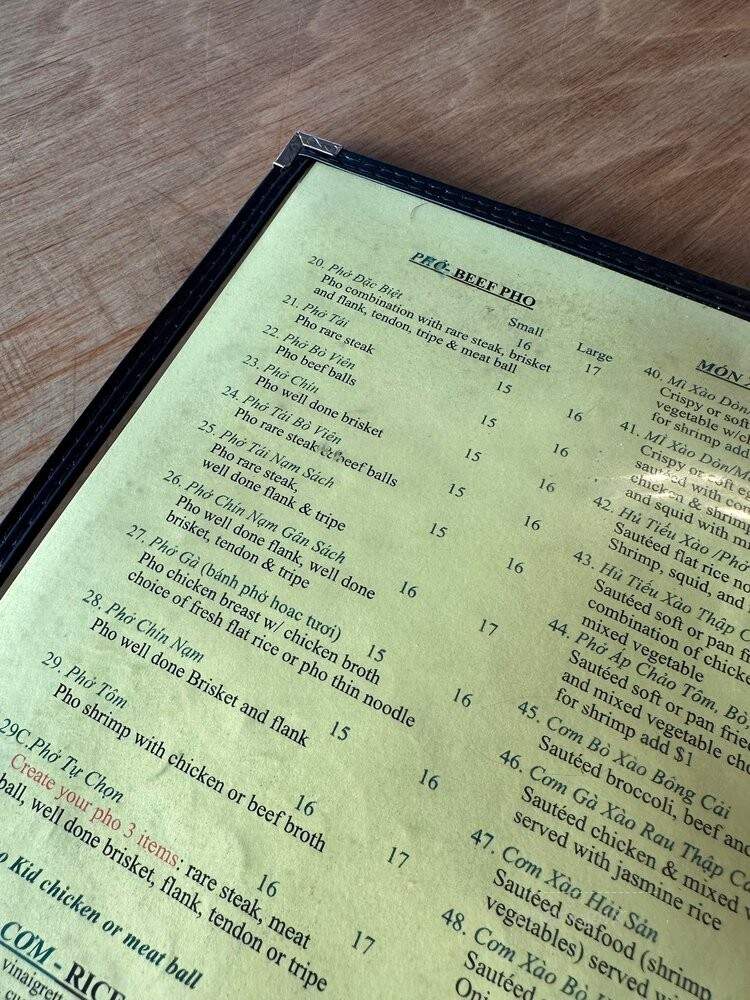 PHỞ- BEEF PHO
Small Large
20. Phở Đặc Biệt 16 17
Pho combination with rare steak, brisket
and flank, tendon, tripe & meat ball
21. Phở Tái 15 16
Pho rare steak
22. Phở Bò Viên 15 16
Pho beef balls
23. Phở Chín 15 16
Pho well done brisket
24. Phở Tái Bò Viên 15 16
Pho rare steak & beef balls
25. Phở Tái Nạm Sách 15 16
Pho rare steak,
well done flank & tripe
26. Phở Chín Nạm Gân Sách 16 17
Pho well done flank, well done
brisket, tendon & tripe
27. Phở Gà (bánh phở hoac tươi) 15 16
Pho chicken breast w/ chicken broth
choice of fresh flat rice or pho thin noodle
28. Phở Chín Nạm 15 16
Pho well done Brisket and flank
29. Phở Tôm 16 17
Pho shrimp with chicken or beef broth
29C.Phở Tự Chọn 16 17
Create your pho 3 items: rare steak, meat
ball, well done brisket, flank, tendon or tripe
Kid chicken or meat ball
CƠM - RICE
vinaigrett
MÓN
40. Mì Xào Dòn
Crispy or soft
vegetable w/c
for shrimp add
41. Mì Xào Dòn/M
Crispy or soft e
sautéed with com
chicken & shrimp
and squid with mi
42. Hủ Tiếu Xào /Phở
Sautéed flat rice no
Shrimp, squid, and
43. Hủ Tiếu Xào Thập C
Sautéed soft or pan fi
combination of chicke
mixed vegetable
44. Phở Áp Chảo Tôm, Bò,
Sautéed soft or pan fried
and mixed vegetable cho
for shrimp add $1
45. Cơm Bò Xào Bông Cải
Sautéed broccoli, beef and
46. Cơm Gà Xào Rau Thập Cả
Sautéed chicken & mixed v
served with jasmine rice
47. Cơm Xào Hải Sản
Sautéed seafood (shrimp
vegetables) served w
48. Cơm Xào Bò
Sautéed
Oni